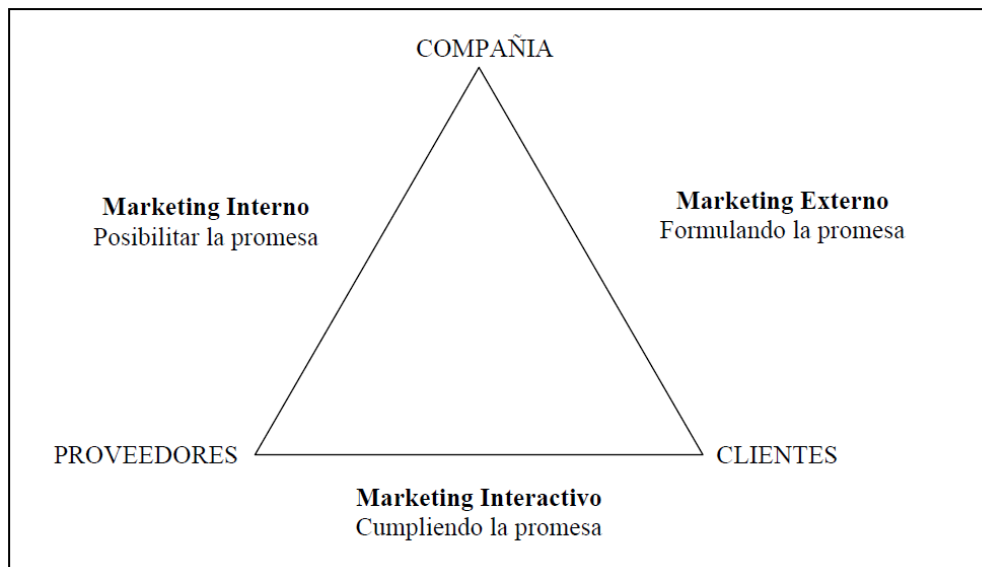 COMPAÑIA
Marketing Interno
Posibilitar la promesa
Marketing Externo
Formulando la promesa
PROVEEDORES
CLIENTES
Marketing Interactivo
Cumpliendo la promesa